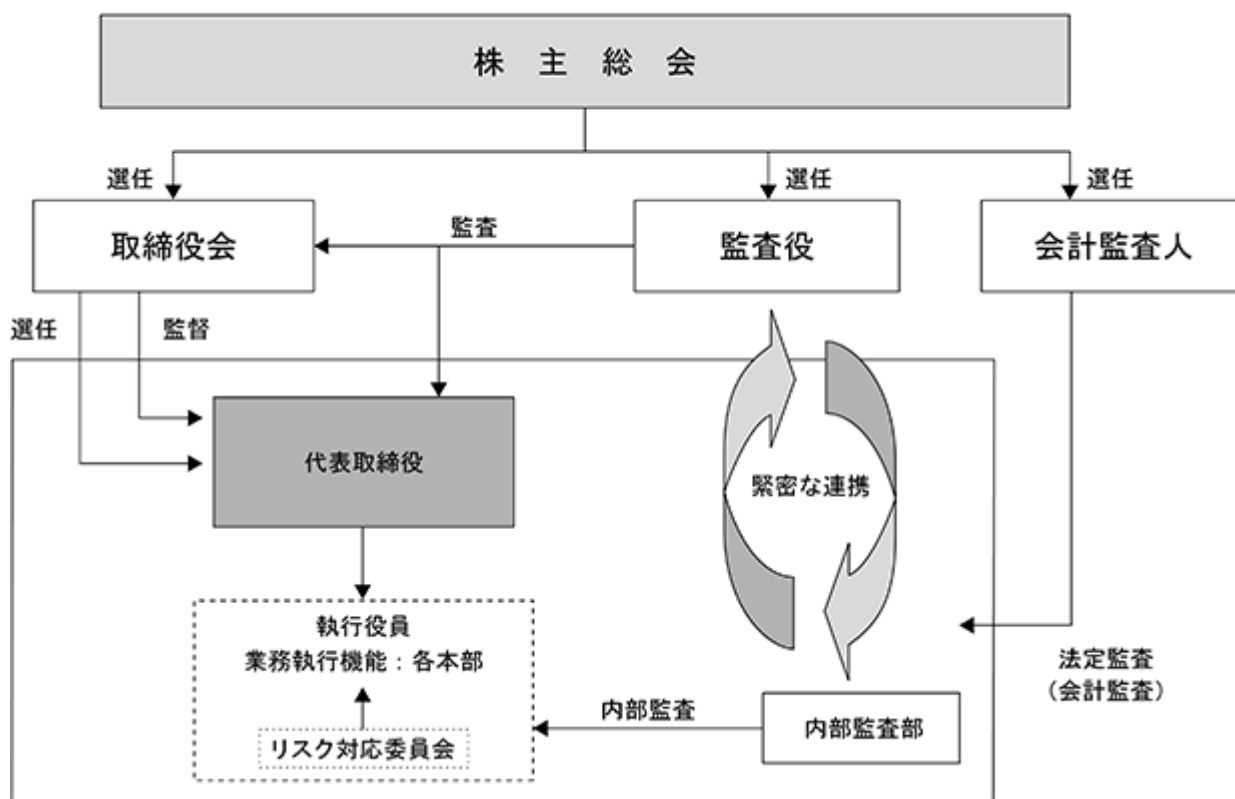 株主総会
選任
選任
選任
取締役会
監査
監査役
会計監査人
選任
監督
代表取締役
緊密な連携
執行役員
業務執行機能：各本部
リスク対応委員会
内部監査
内部監査部
法定監査
（会計監査）